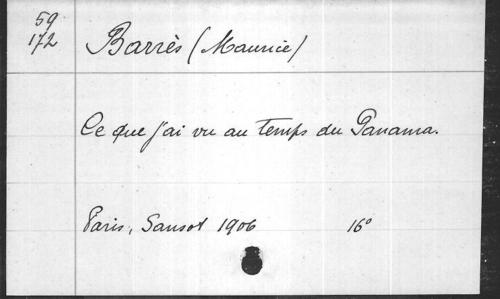 59
172
Barrès (Maurice)
Ce que j'ai vu au temps du Panama.
Paris, Sansot 1906 16°